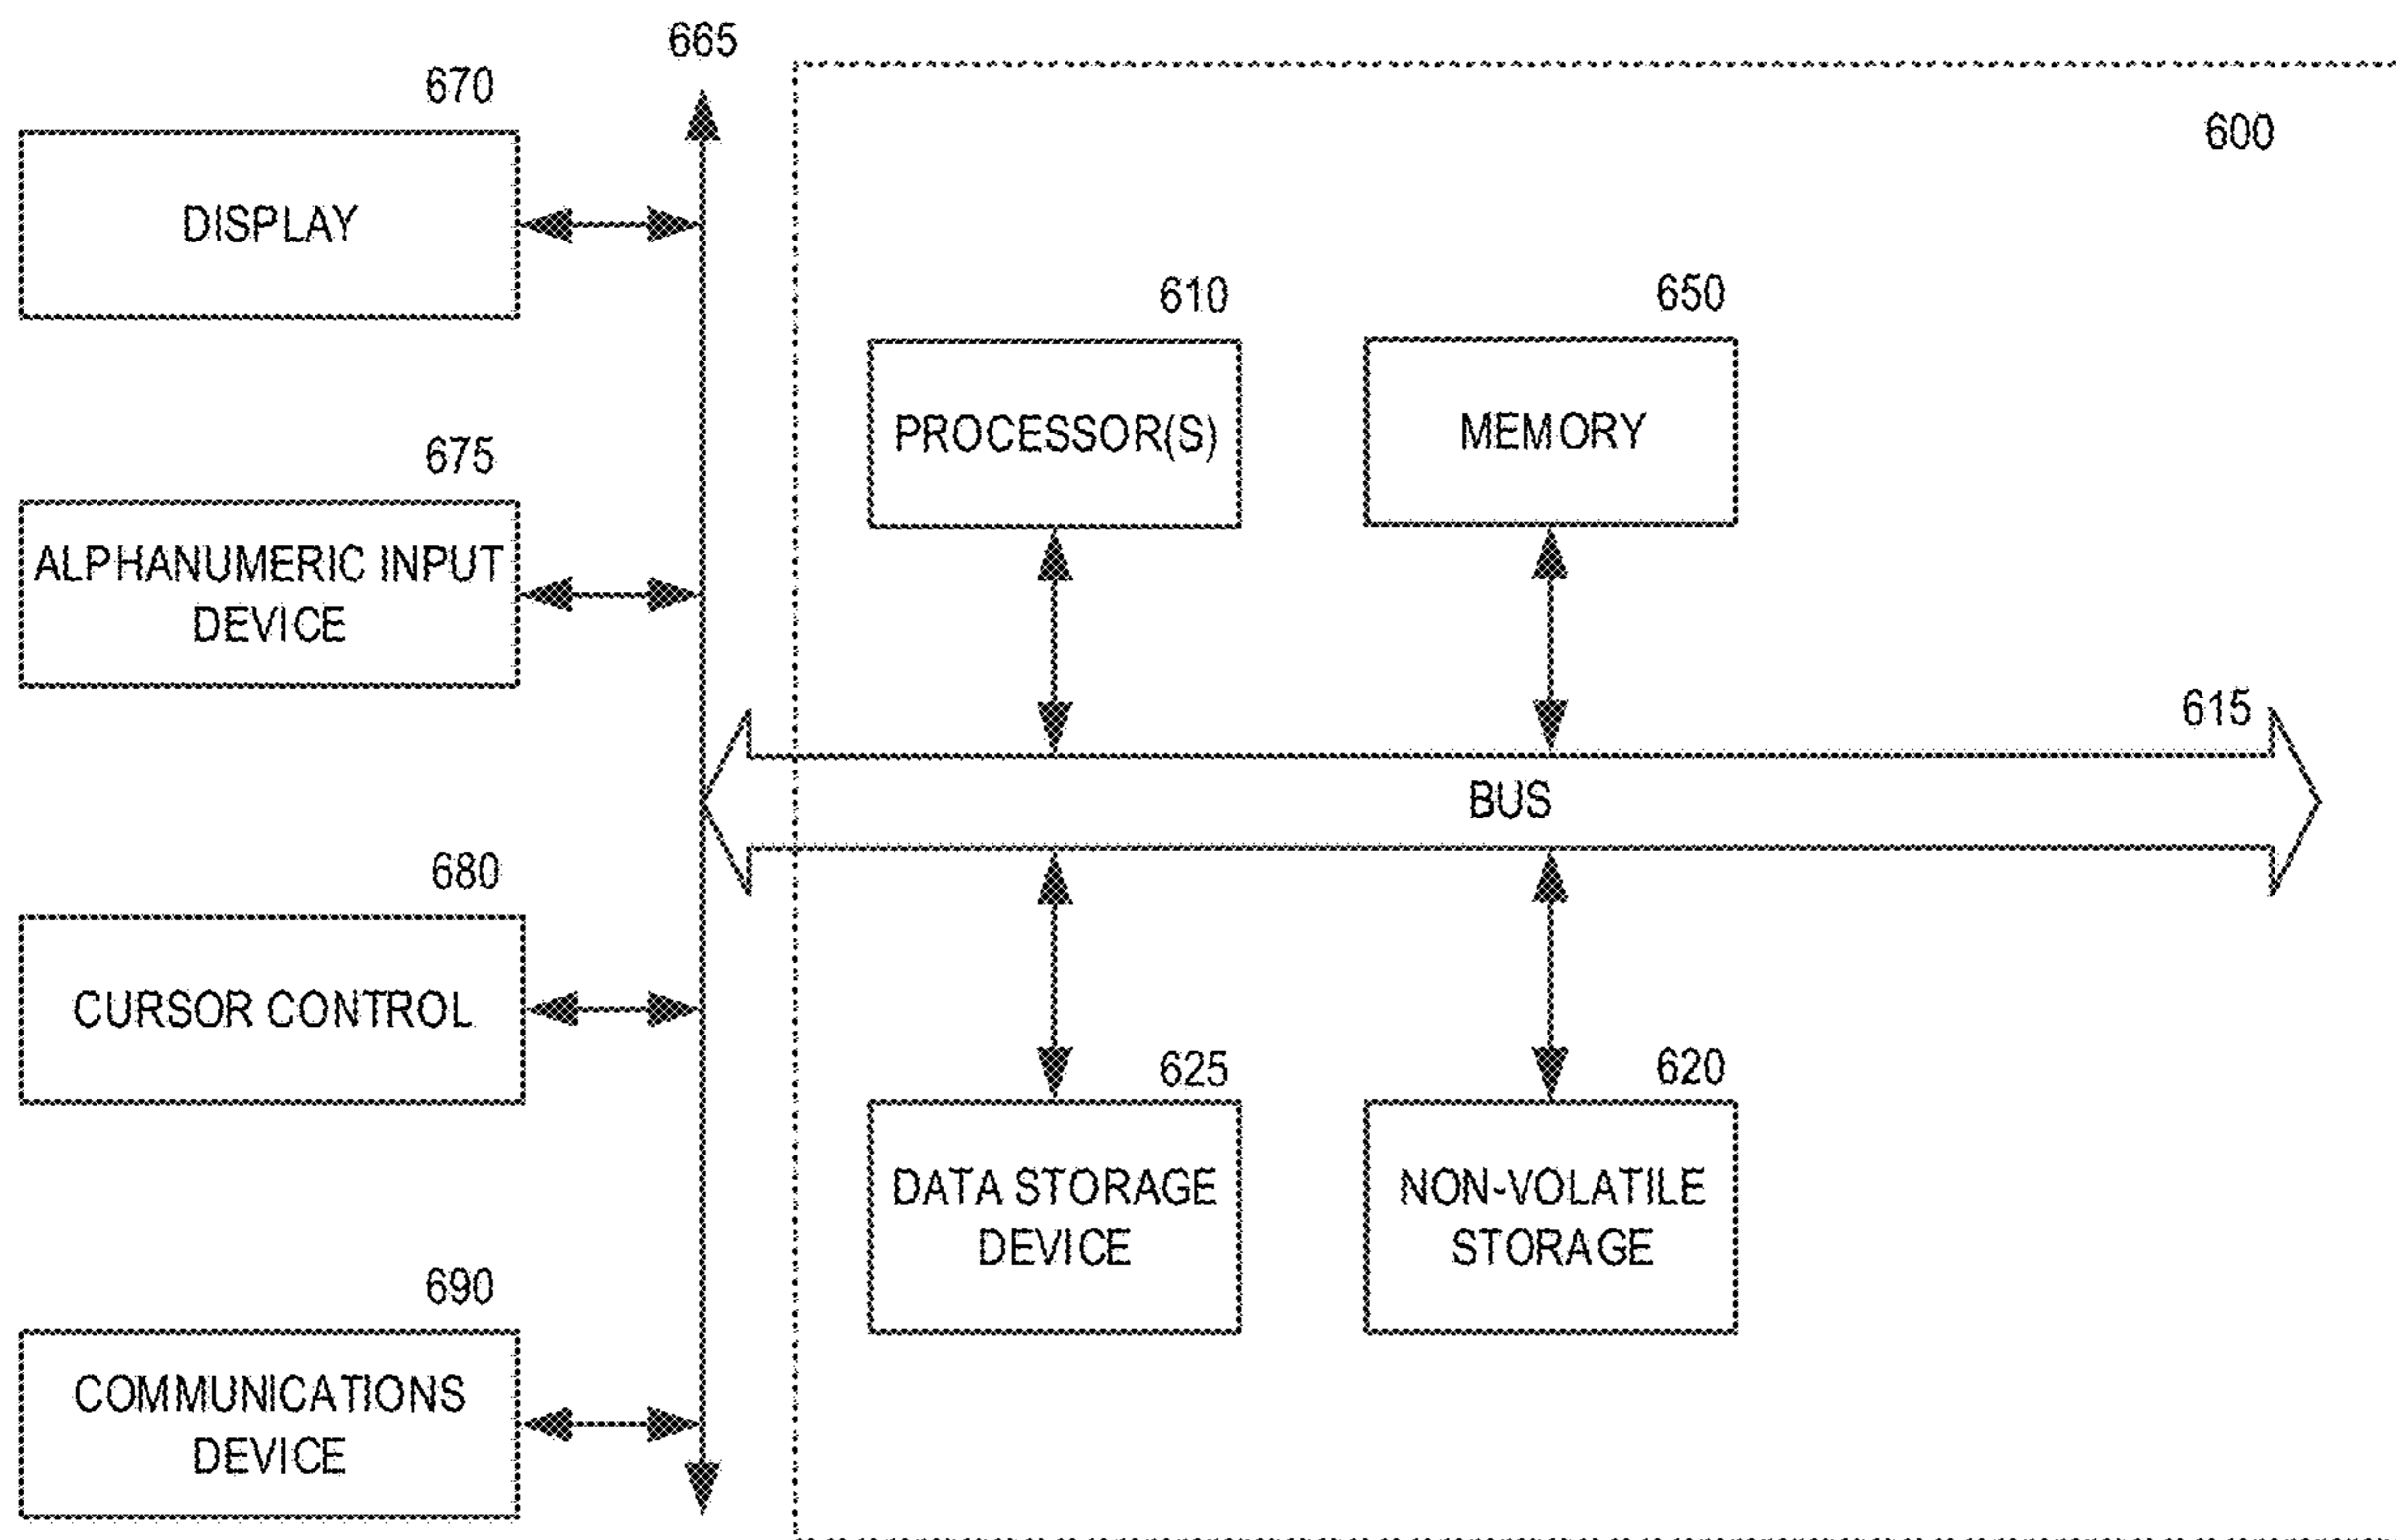 665
670
600
DISPLAY
610
650
PROCESSOR(S)
MEMORY
675
ALPHANUMERIC INPUT
DEVICE
615
BUS
680
CURSOR CONTROL
625
620
DATA STORAGE
DEVICE
NON-VOLATILE
STORAGE
690
COMMUNICATIONS
DEVICE